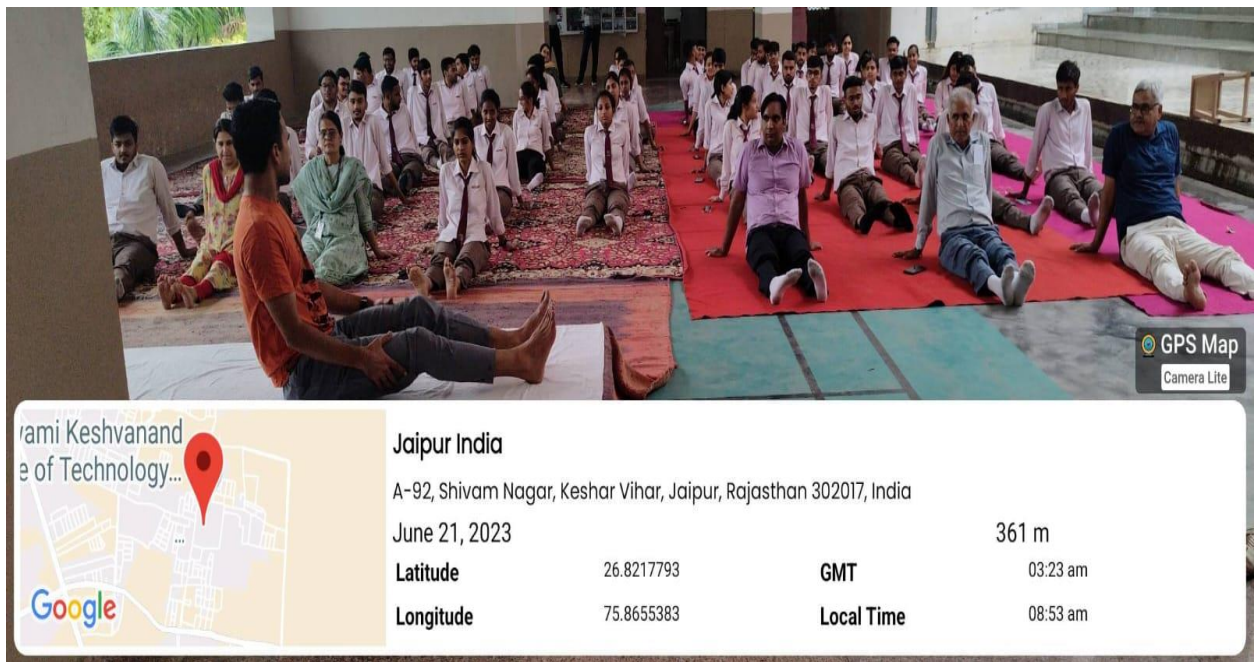 GPS Map
Camera Lite
ami Keshvanand
e of Technology...
...
Google
Jaipur India
A-92, Shivam Nagar, Keshar Vihar, Jaipur, Rajasthan 302017, India
June 21, 2023 361 m
Latitude 26.8217793 GMT 03:23 am
Longitude 75.8655383 Local Time 08:53 am